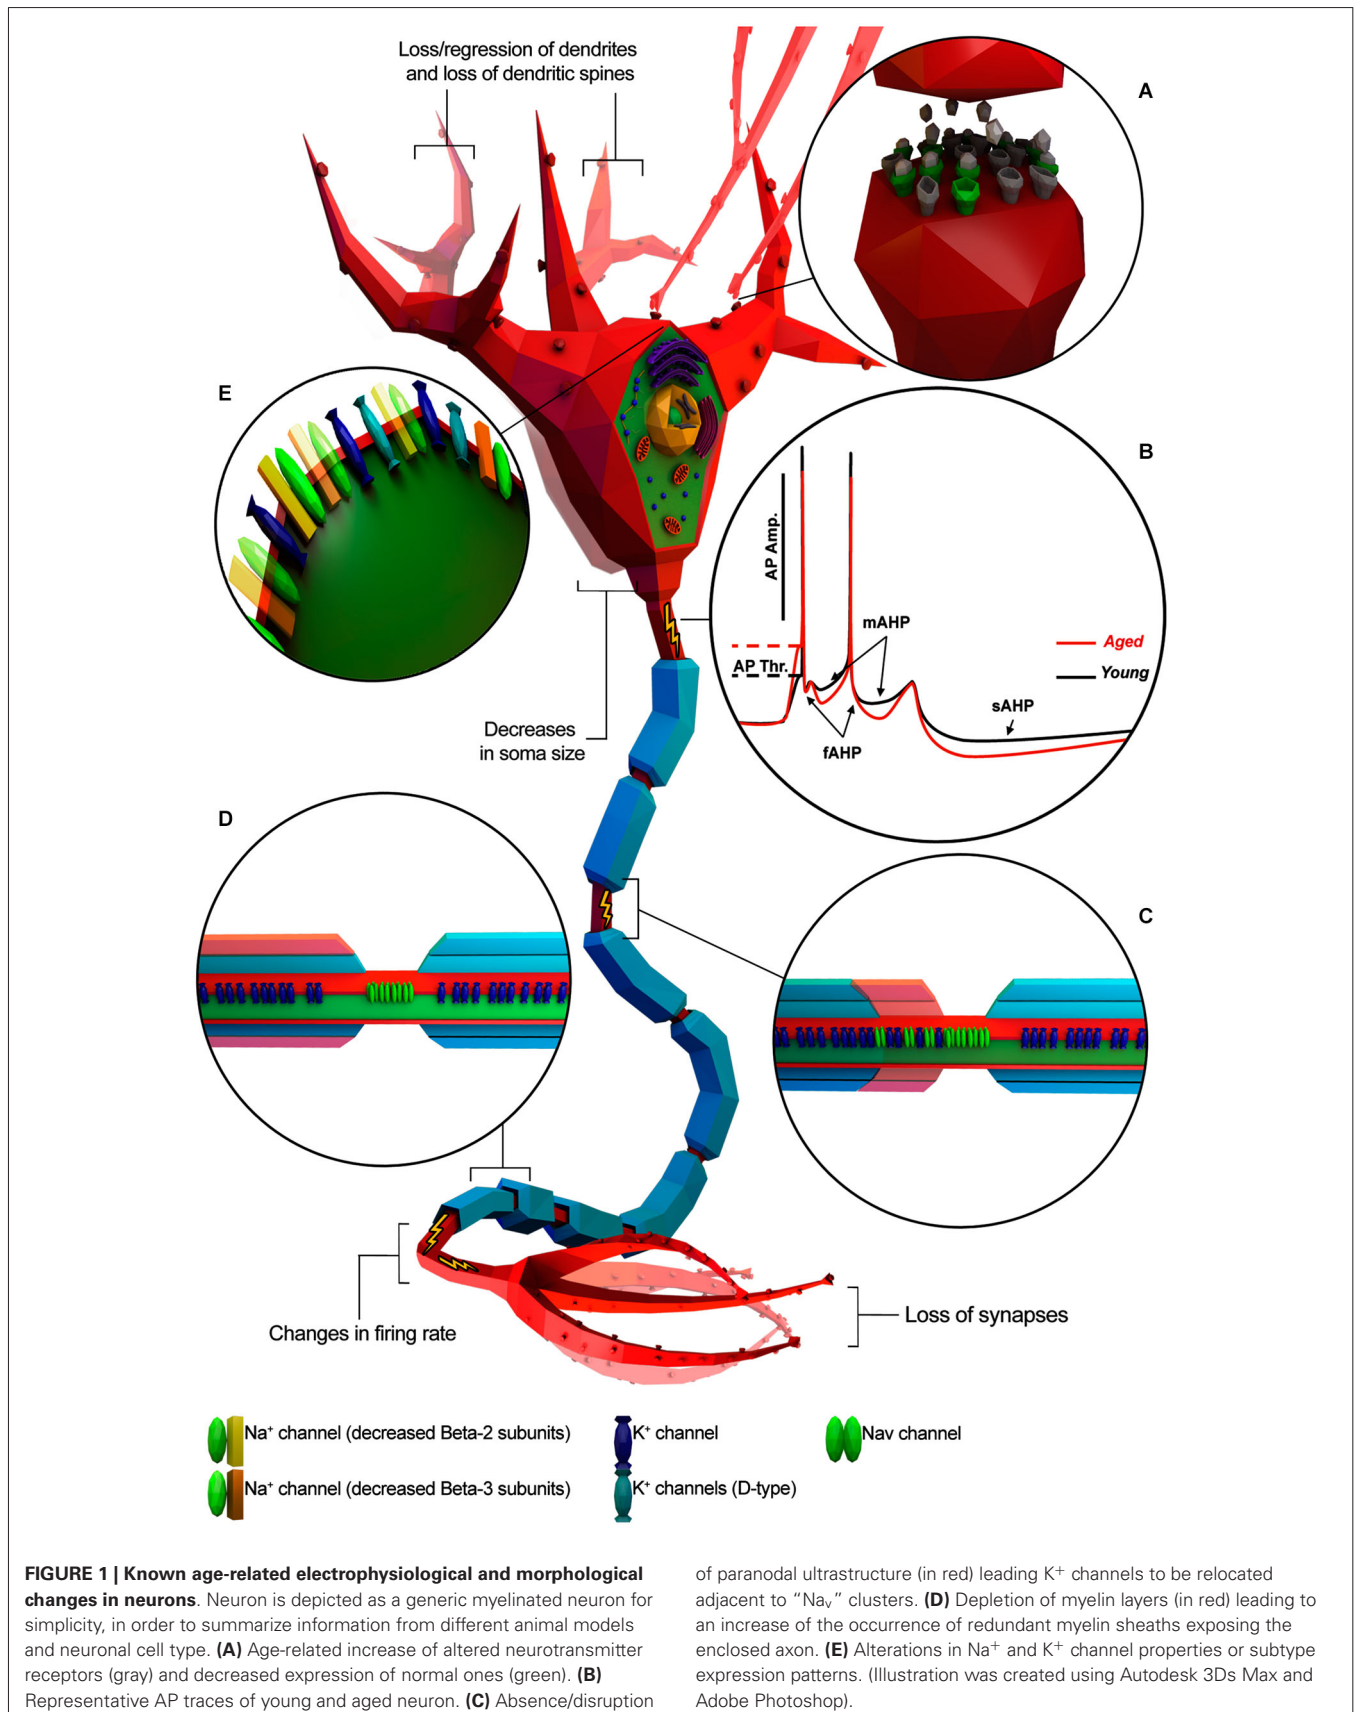 Loss/regression of dendrites
and loss of dendritic spines
A
E
B
AP Amp.
mAHP
Aged
AP Thr.
Young
sAHP
fAHP
Decreases
in soma size
D
C
Changes in firing rate
Loss of synapses
Na+ channel (decreased Beta-2 subunits)
K+ channel
Nav channel
Na+ channel (decreased Beta-3 subunits)
K+ channels (D-type)
FIGURE 1 | Known age-related electrophysiological and morphological
changes in neurons. Neuron is depicted as a generic myelinated neuron for
simplicity, in order to summarize information from different animal models
and neuronal cell type. (A) Age-related increase of altered neurotransmitter
receptors (gray) and decreased expression of normal ones (green). (B)
Representative AP traces of young and aged neuron. (C) Absence/disruption
of paranodal ultrastructure (in red) leading K+ channels to be relocated
adjacent to “Nav” clusters. (D) Depletion of myelin layers (in red) leading to
an increase of the occurrence of redundant myelin sheaths exposing the
enclosed axon. (E) Alterations in Na+ and K+ channel properties or subtype
expression patterns. (Illlustration was created using Autodesk 3Ds Max and
Adobe Photoshop).